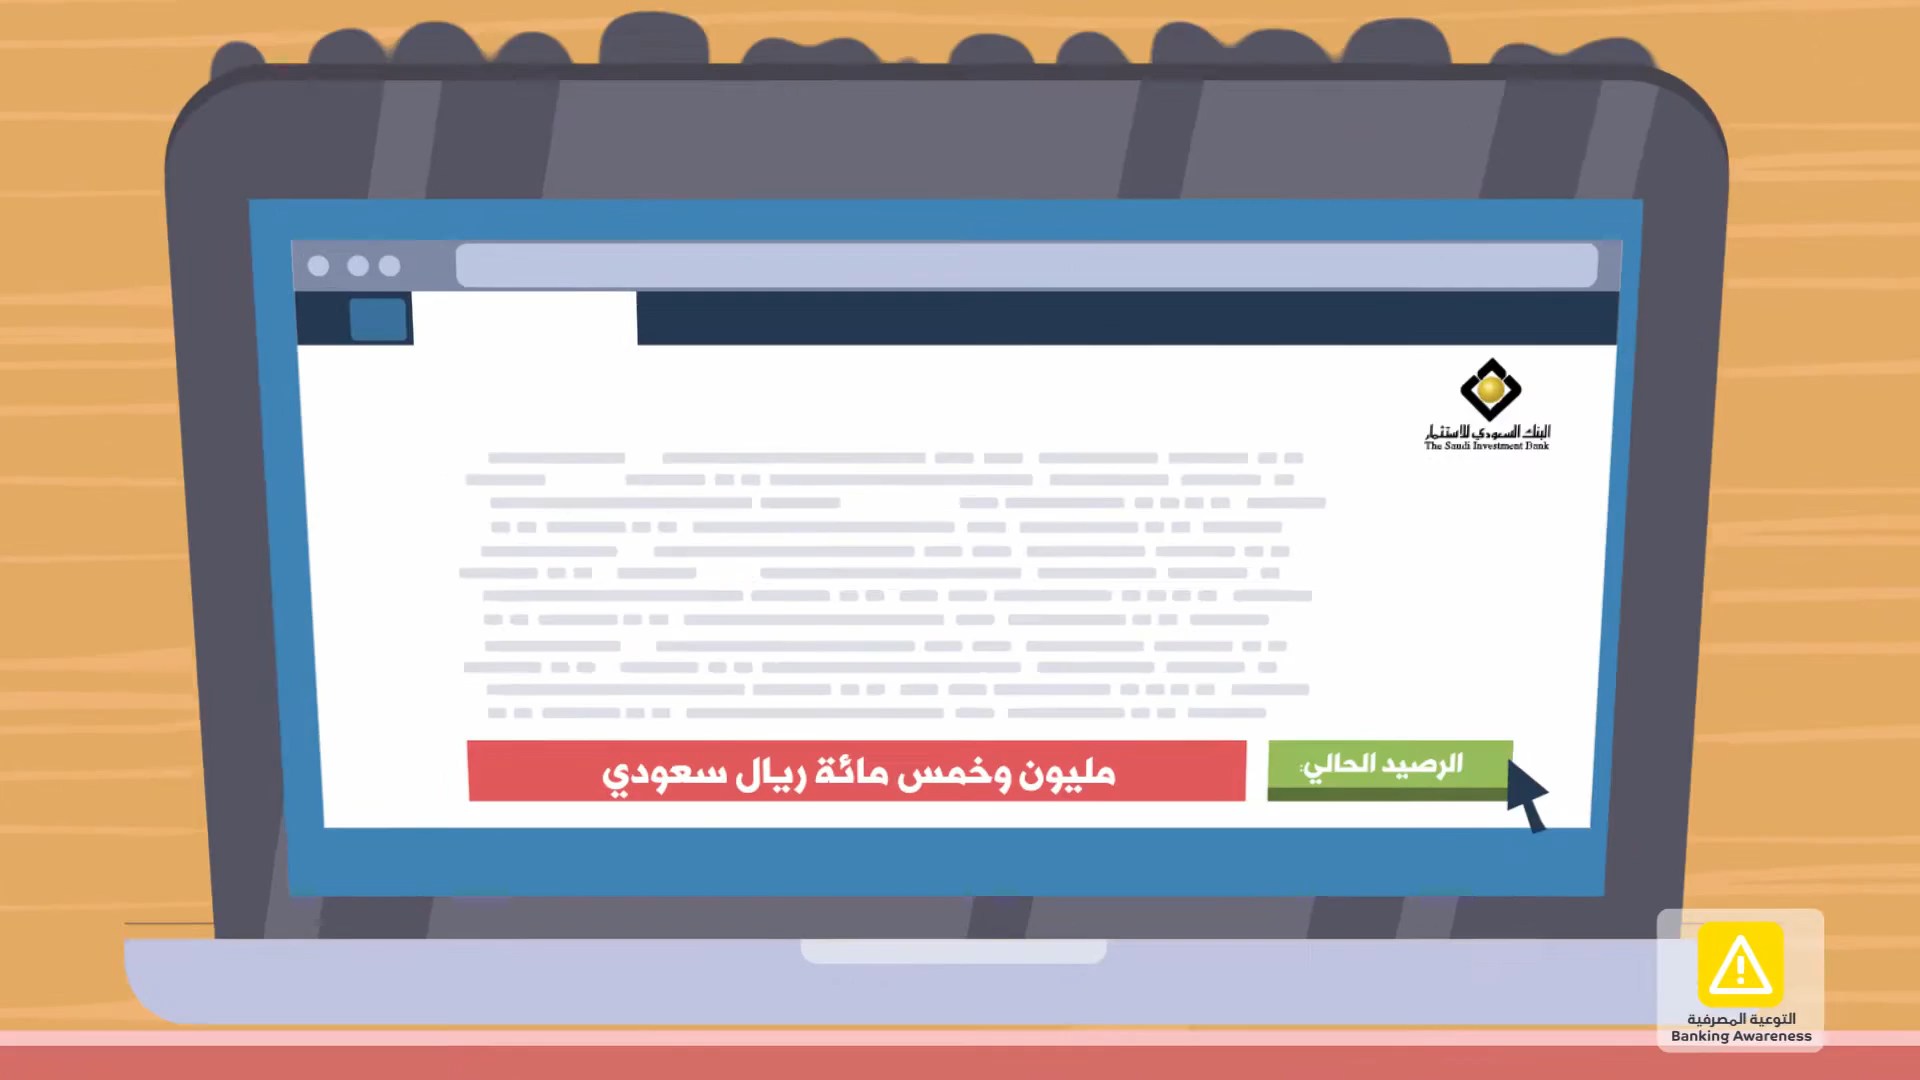 البنك السعودي للاستثمار
The Saudi Investment Bank
الرصيد الحالي:
مليون وخمس مائة ريال سعودي
التوعية المصرفية
Banking Awareness